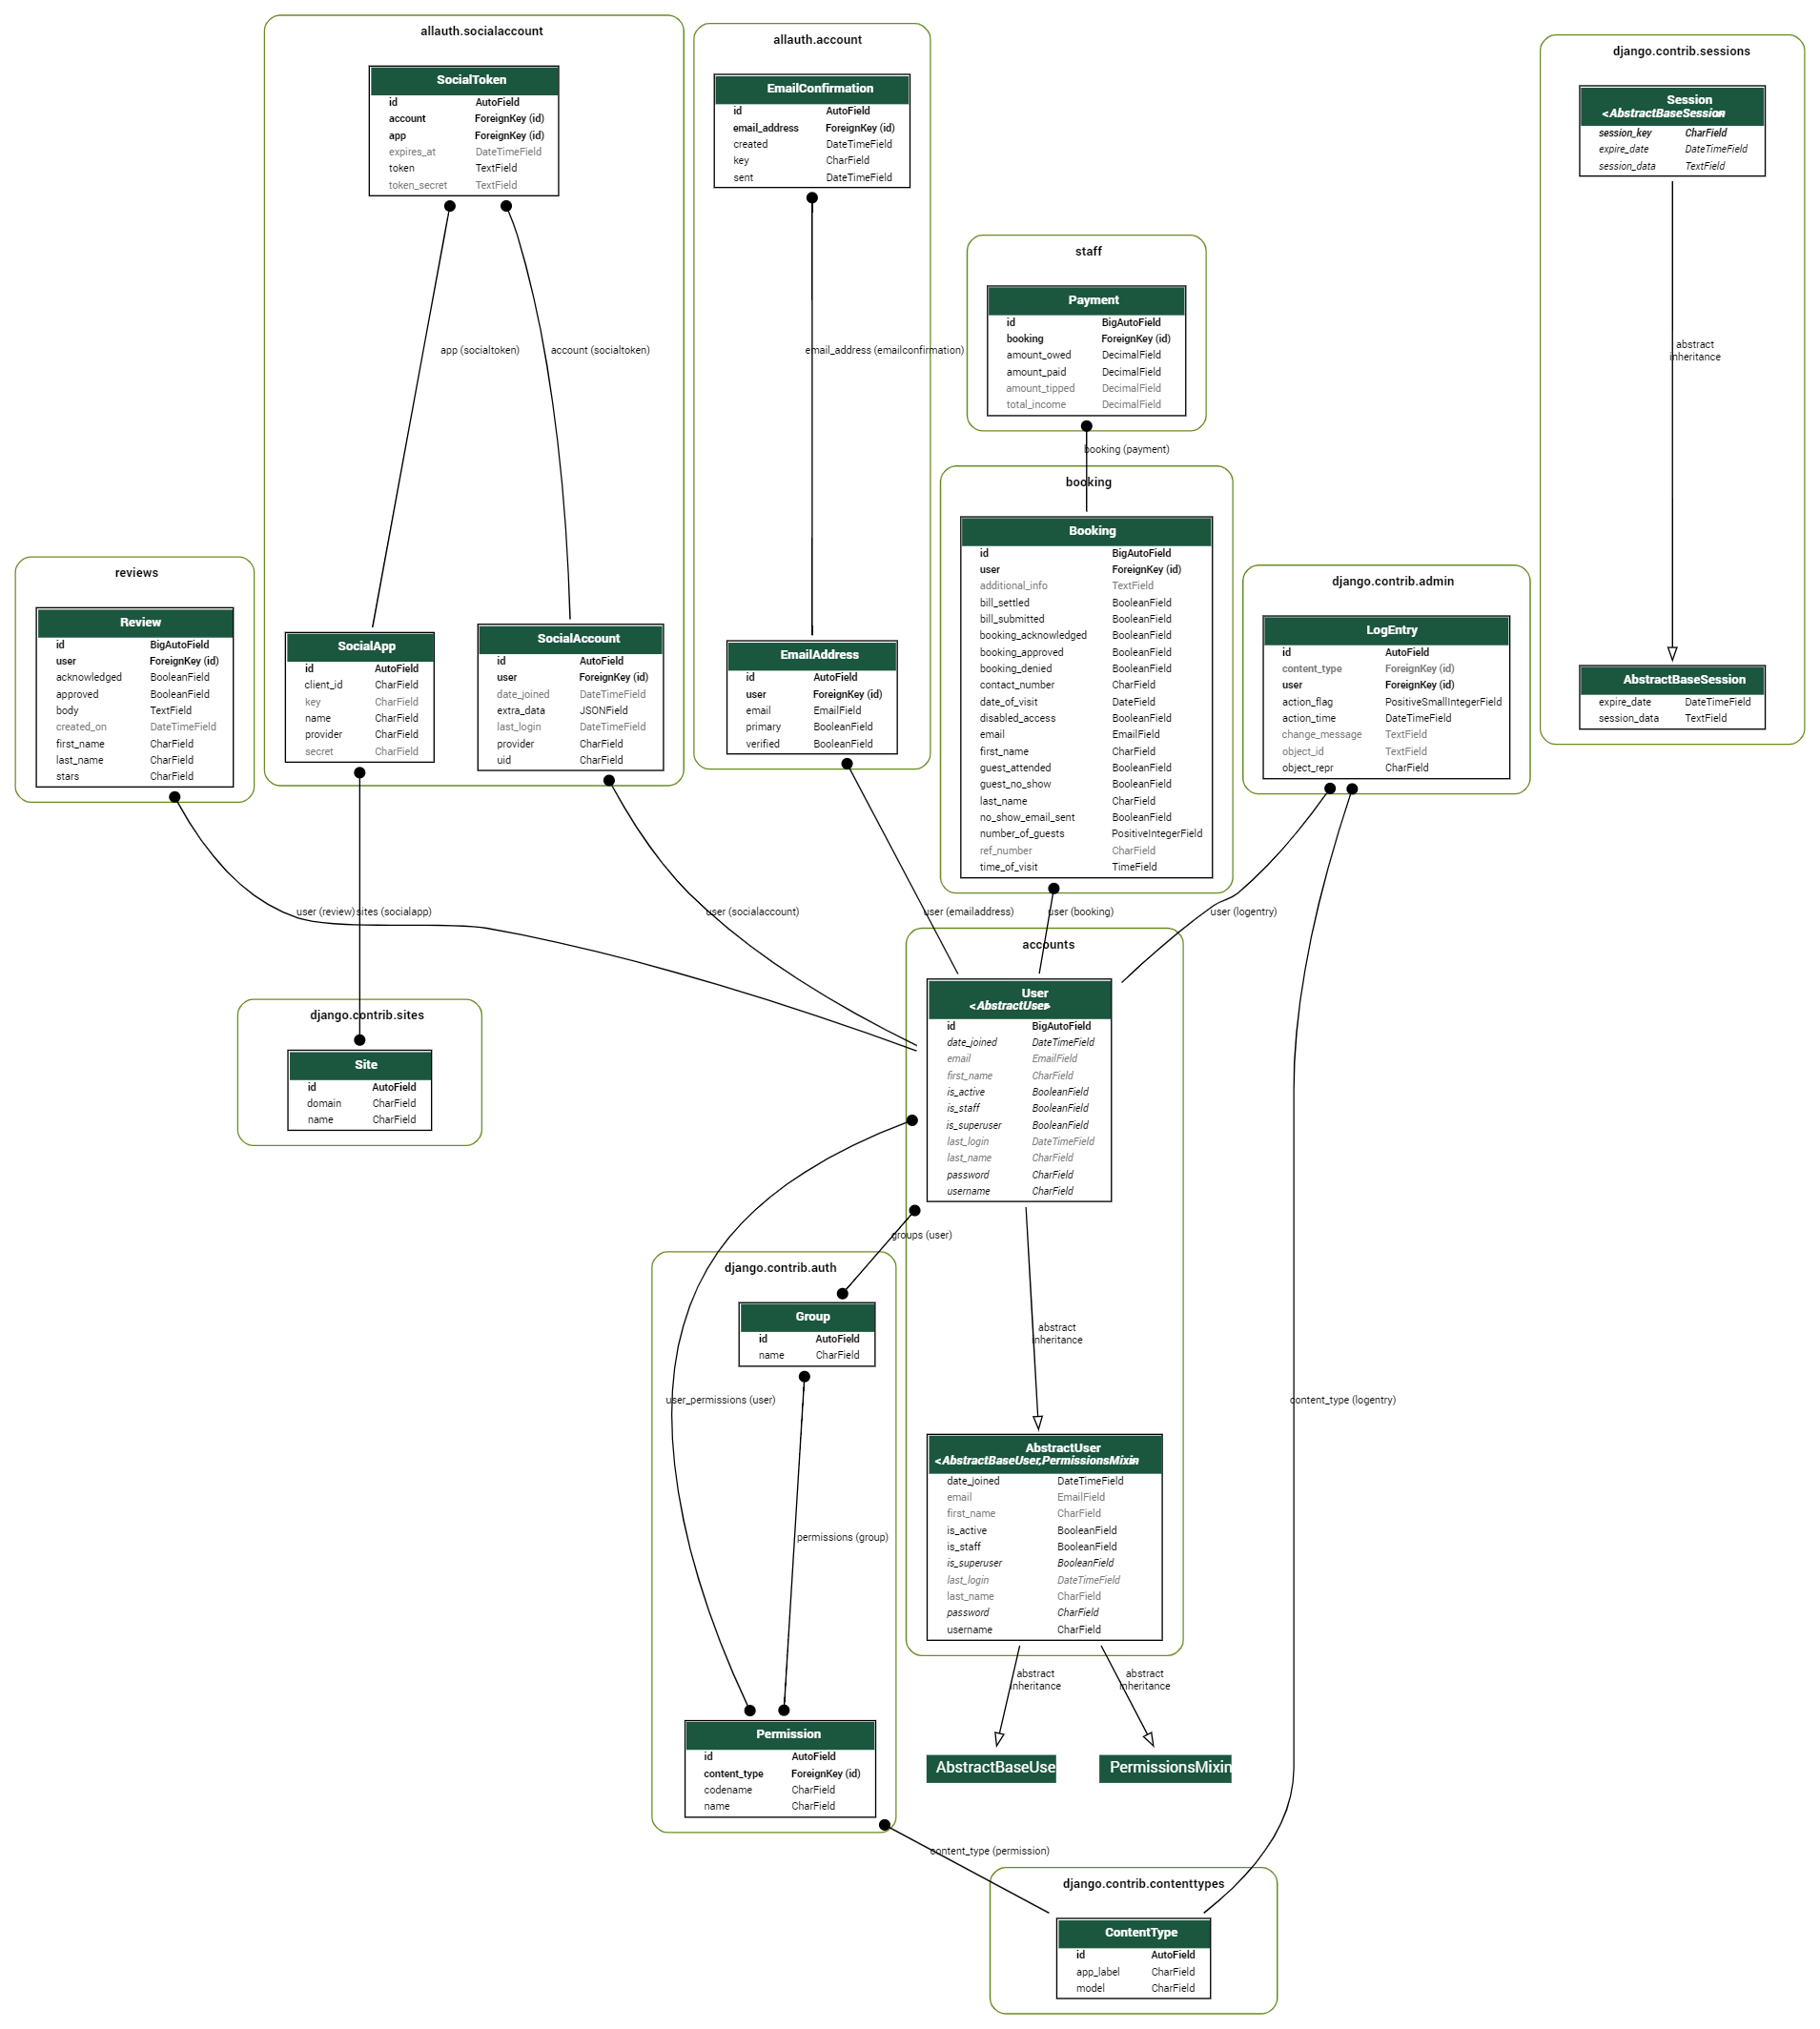 allauth.socialaccount
SocialToken
id AutoField
account ForeignKey (id)
app ForeignKey (id)
expires_at DateTimeField
token TextField
token_secret TextField
app (socialtoken)
account (socialtoken)
SocialApp
id AutoField
client_id CharField
key CharField
name CharField
provider CharField
secret CharField
SocialAccount
id AutoField
user ForeignKey (id)
date_joined DateTimeField
extra_data JSONField
last_login DateTimeField
provider CharField
uid CharField
allauth.account
EmailConfirmation
id AutoField
email_address ForeignKey (id)
created DateTimeField
key CharField
sent DateTimeField
email_address (emailconfirmation)
EmailAddress
id AutoField
user ForeignKey (id)
email EmailField
primary BooleanField
verified BooleanField
django.contrib.sessions
Session
<AbstractBaseSession>
session_key CharField
expire_date DateTimeField
session_data TextField
abstract
inheritance
AbstractBaseSession
expire_date DateTimeField
session_data TextField
staff
Payment
id BigAutoField
booking ForeignKey (id)
amount_owed DecimalField
amount_paid DecimalField
amount_tipped DecimalField
total_income DecimalField
booking (payment)
booking
Booking
id BigAutoField
user ForeignKey (id)
additional_info TextField
bill_settled BooleanField
bill_submitted BooleanField
booking_acknowledged BooleanField
booking_approved BooleanField
booking_denied BooleanField
contact_number CharField
date_of_visit DateField
disabled_access BooleanField
email EmailField
first_name CharField
guest_attended BooleanField
guest_no_show BooleanField
last_name CharField
no_show_email_sent BooleanField
number_of_guests PositiveIntegerField
ref_number CharField
time_of_visit TimeField
reviews
Review
id BigAutoField
user ForeignKey (id)
acknowledged BooleanField
approved BooleanField
body TextField
created_on DateTimeField
first_name CharField
last_name CharField
stars CharField
django.contrib.admin
LogEntry
id AutoField
content_type ForeignKey (id)
user ForeignKey (id)
action_flag PositiveSmallIntegerField
action_time DateTimeField
change_message TextField
object_id TextField
object_repr CharField
user (review)
sites (socialapp)
user (socialaccount)
user (emailaddress)
user (booking)
user (logentry)
django.contrib.sites
Site
id AutoField
domain CharField
name CharField
accounts
User
<AbstractUser>
id BigAutoField
date_joined DateTimeField
email EmailField
first_name CharField
is_active BooleanField
is_staff BooleanField
is_superuser BooleanField
last_login DateTimeField
last_name CharField
password CharField
username CharField
groups (user)
abstract
inheritance
django.contrib.auth
Group
id AutoField
name CharField
user_permissions (user)
permissions (group)
content_type (logentry)
AbstractUser
<AbstractBaseUser,PermissionsMixin>
date_joined DateTimeField
email EmailField
first_name CharField
is_active BooleanField
is_staff BooleanField
is_superuser BooleanField
last_login DateTimeField
last_name CharField
password CharField
username CharField
abstract
inheritance
abstract
inheritance
Permission
id AutoField
content_type ForeignKey (id)
codename CharField
name CharField
AbstractBaseUse
PermissionsMixin
content_type (permission)
django.contrib.contenttypes
ContentType
id AutoField
app_label CharField
model CharField